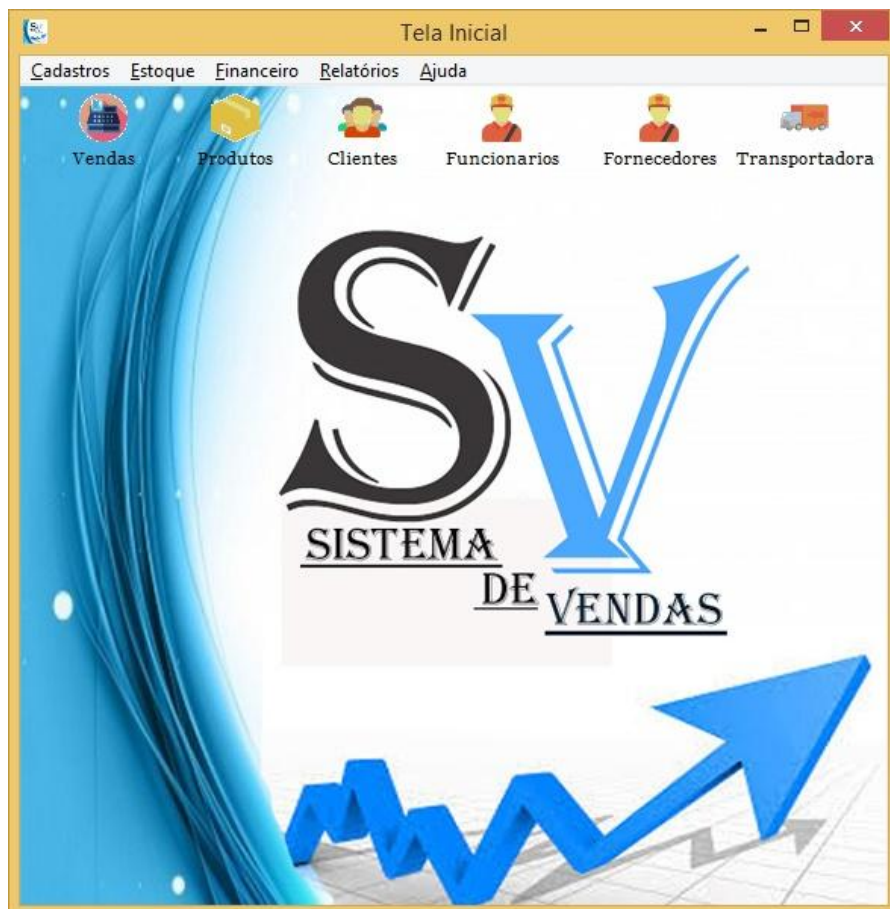 Tela Inicial
Cadastros Estoque Financeiro Relatórios Ajuda
Vendas Produtos Clientes Funcionarios Fornecedores Transportadora
SV
SISTEMA
DE
VENDAS